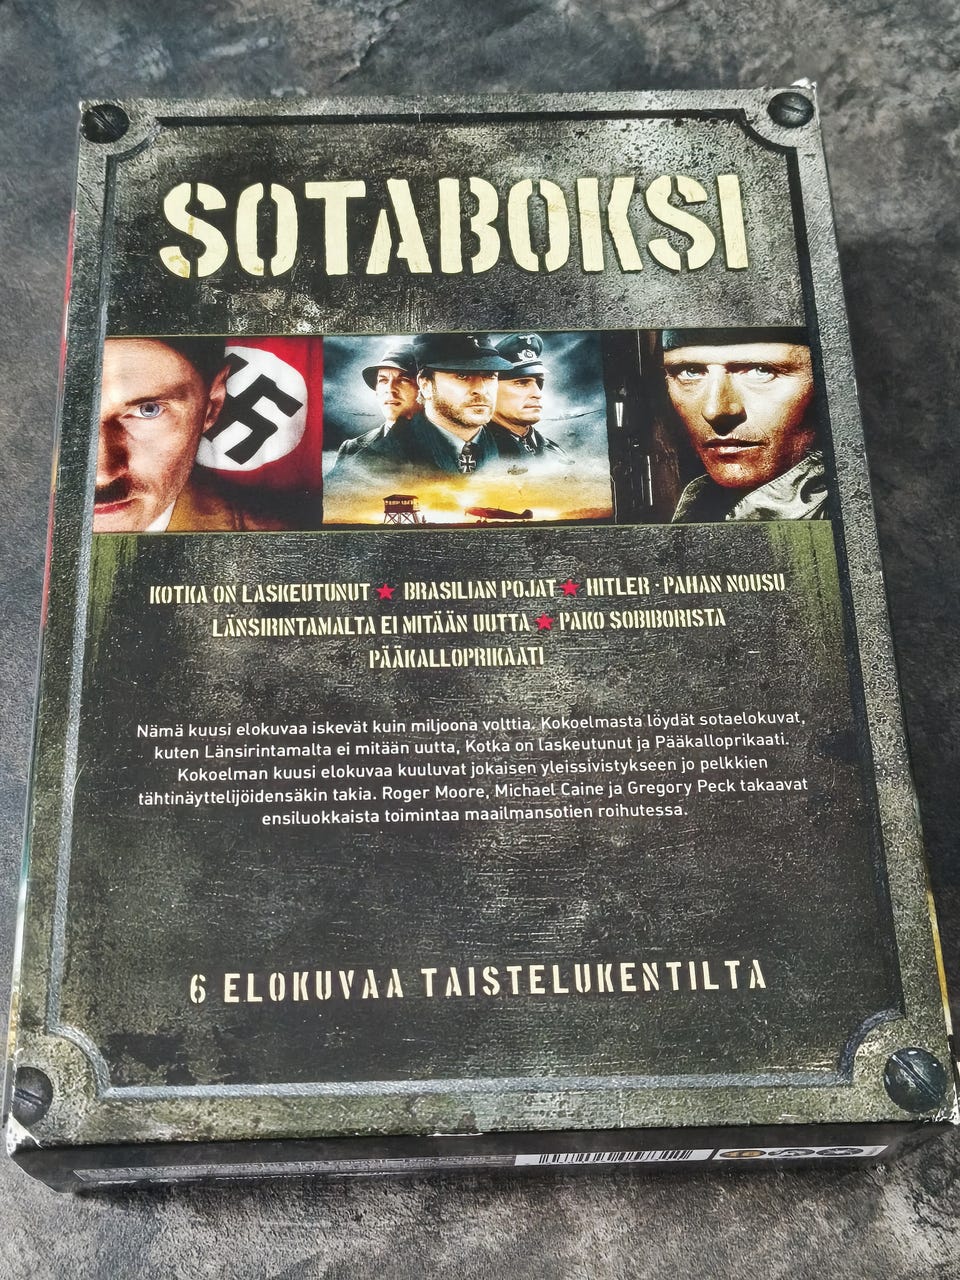 SOTABOKSI
KOTKA ON LASKEUTUNUT ★ BRASILIAN POJAT ★ HITLER - PAHAN NOUSU
LÄNSIRINTAMALTA EI MITÄÄN UUTTA ★ PAKO SOBIBORISTA
PÄÄKALLOPRIKAATI
Nämä kuusi elokuvaa iskevät kuin miljoona volttia. Kokoelmasta löydät sotaelokuvat,
kuten Länsirintamalta ei mitään uutta, Kotka on laskeutunut ja Pääkalloprikaati.
Kokoelman kuusi elokuvaa kuuluvat jokaisen yleissivistykseen jo pelkkien
tähtinäyttelijöidensäkin takia. Roger Moore, Michael Caine ja Gregory Peck takaavat
ensiluokkaista toimintaa maailmansotien roihutessa.
6 ELOKUVAA TAISTELUKENTILTA